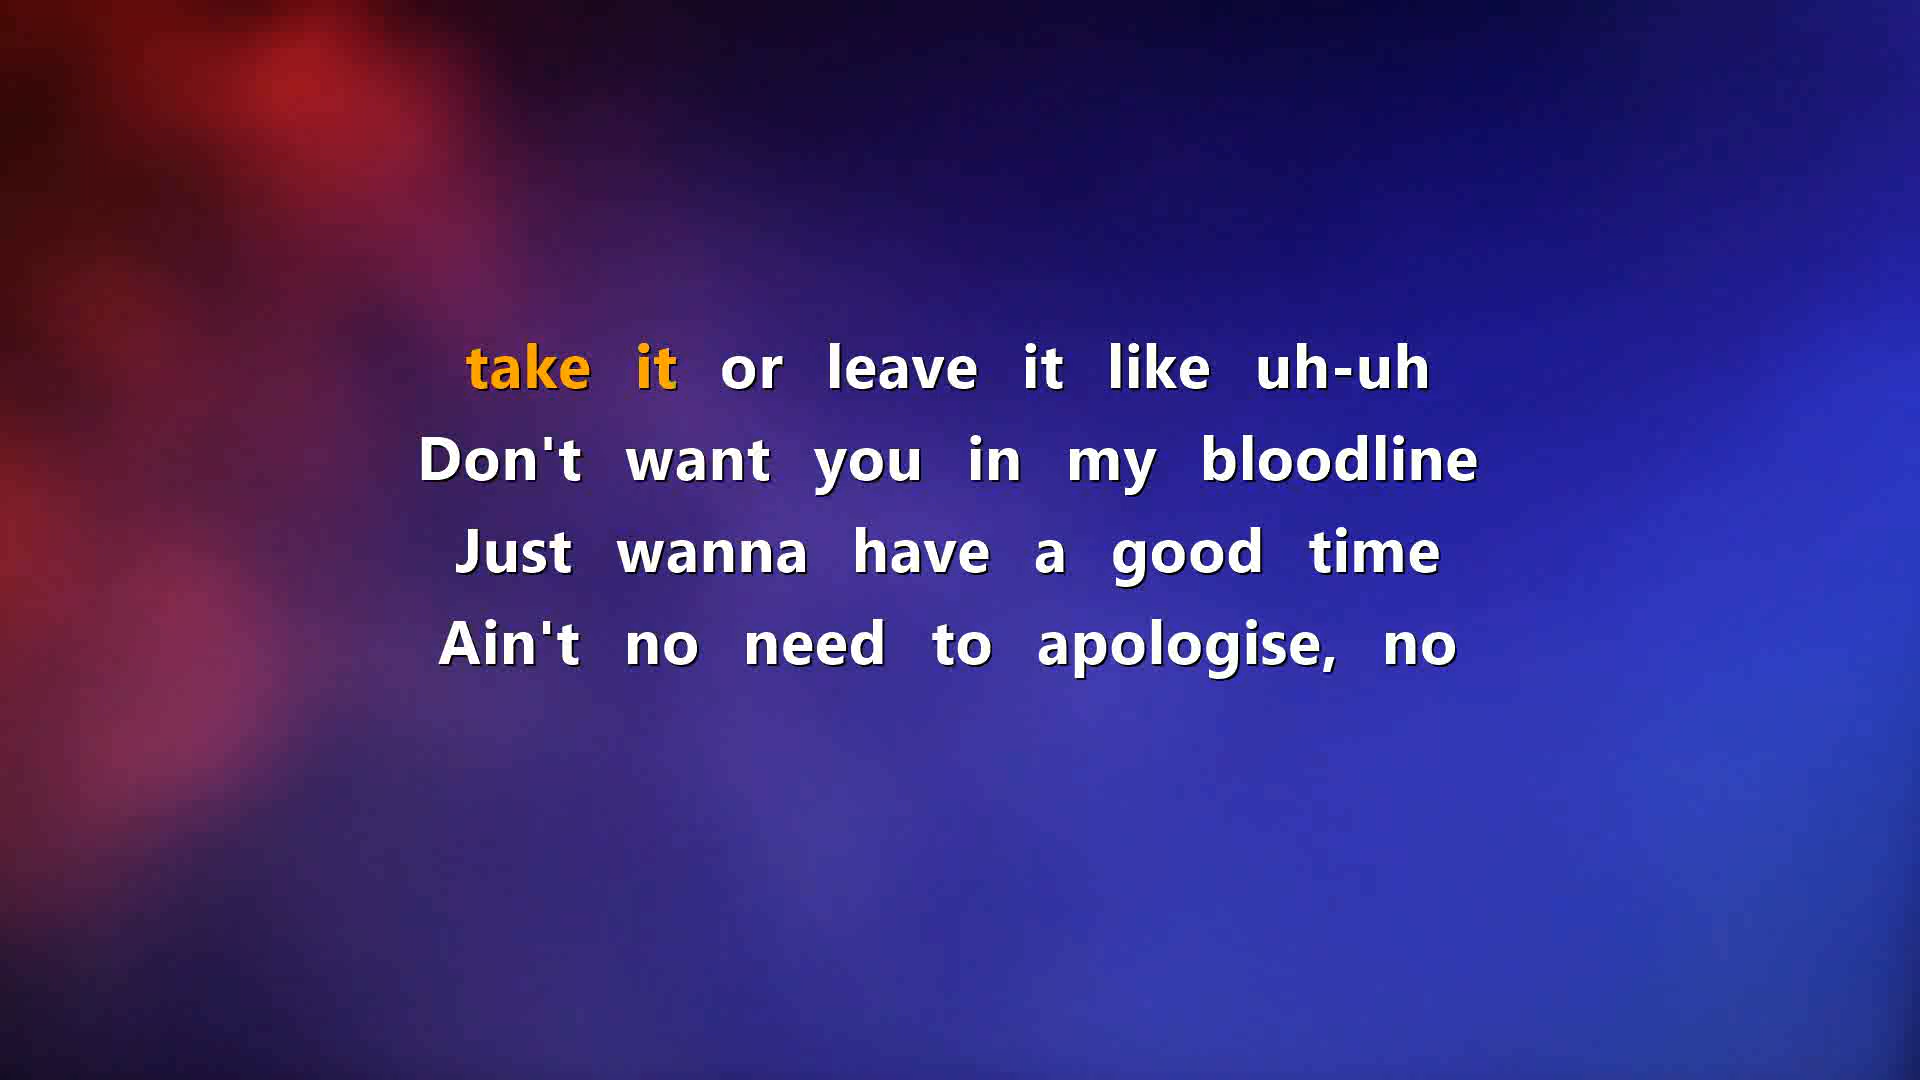 take it or leave it like uh-uh
Don't want you in my bloodline
Just wanna have a good time
Ain't no need to apologise, no